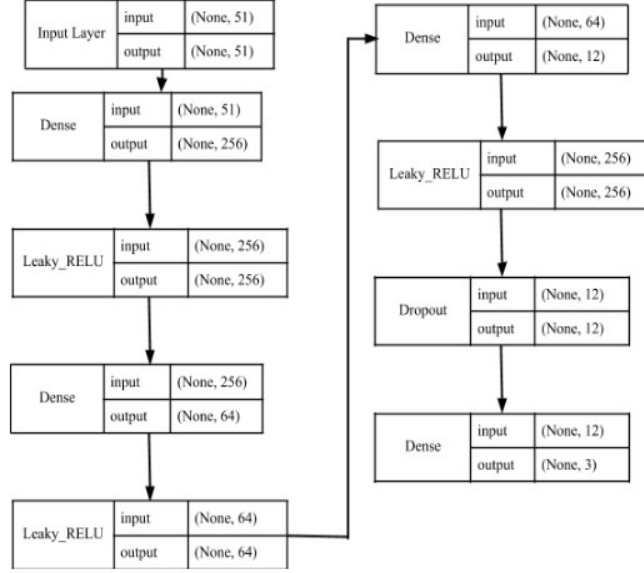 Input Layer
input (None, 51)
output (None, 51)
Dense
input (None, 51)
output (None, 256)
Leaky_RELU
input (None, 256)
output (None, 256)
Dense
input (None, 256)
output (None, 64)
Leaky_RELU
input (None, 64)
output (None, 64)
Dense
input (None, 64)
output (None, 12)
Leaky_RELU
input (None, 256)
output (None, 256)
Dropout
input (None, 12)
output (None, 12)
Dense
input (None, 12)
output (None, 3)